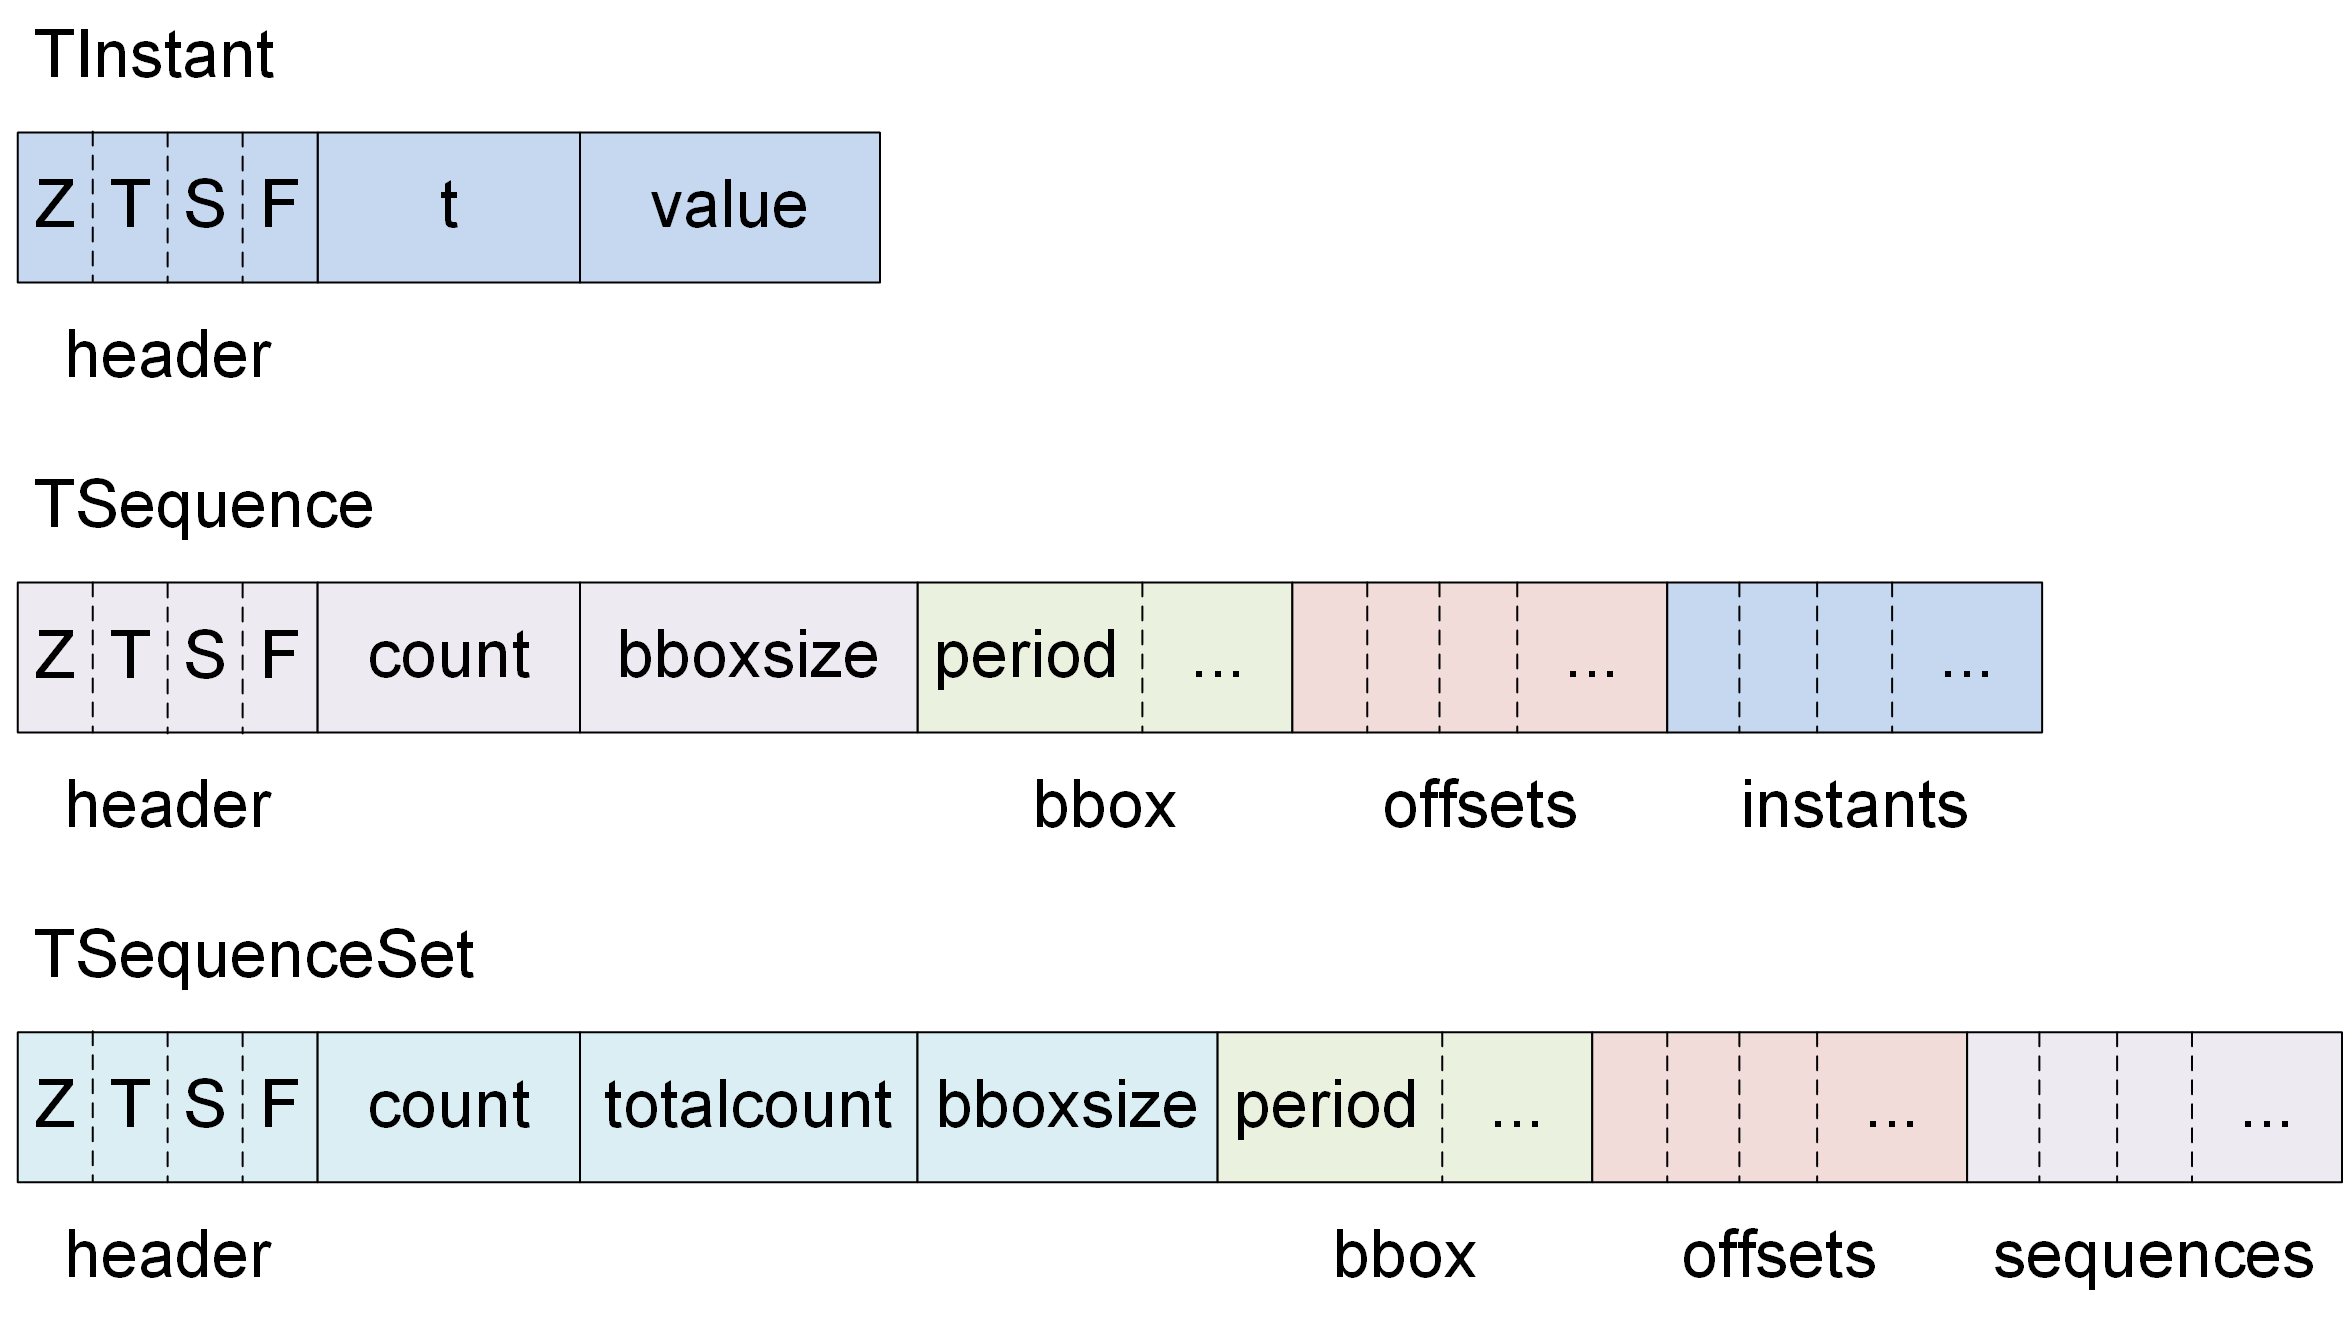 TInstant
Z T S F t value
header
TSequence
Z T S F count bboxsize period ... ... ...
header bbox offsets instants
TSequenceSet
Z T S F count totalcount bboxsize period ... ... ...
header bbox offsets sequences